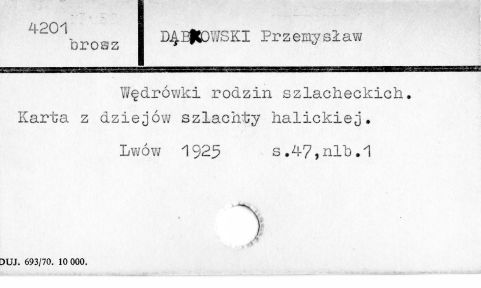 4201
brosz
DĄBKOWSKI Przemysław
Wędrówki rodzin szlacheckich.
Karta z dziejów szlachty halickiej.
Lwów 1925 s.47,nlb.1
DUJ. 693/70. 10 000.